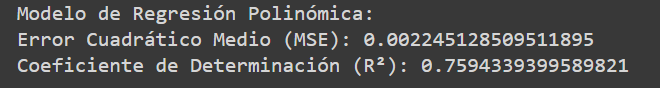 Modelo de Regresión Polinómica:
Error Cuadrático Medio (MSE): 0.002245128509511895
Coeficiente de Determinación (R²): 0.7594339399589821